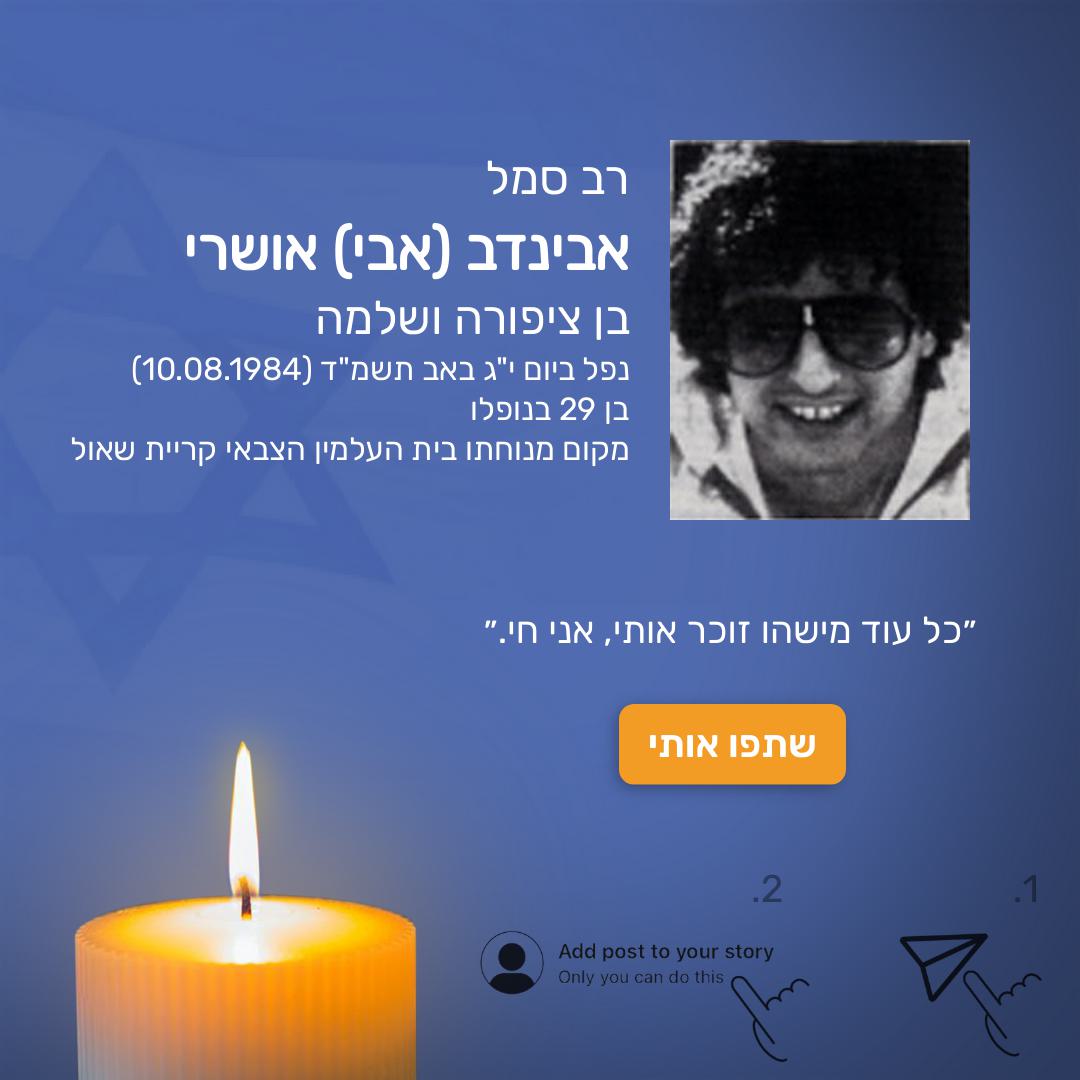 רב סמל
אבינדב (אבי) אושרי
בן ציפורה ושלמה
נפל ביום י"ג באב תשמ"ד (10.08.1984)
בן 29 בנופלו
מקום מנוחתו בית העלמין הצבאי קריית שאול
״כל עוד מישהו זוכר אותי, אני חי.״
שתפו אותי
1.
2.
Add post to your story
Only you can do this